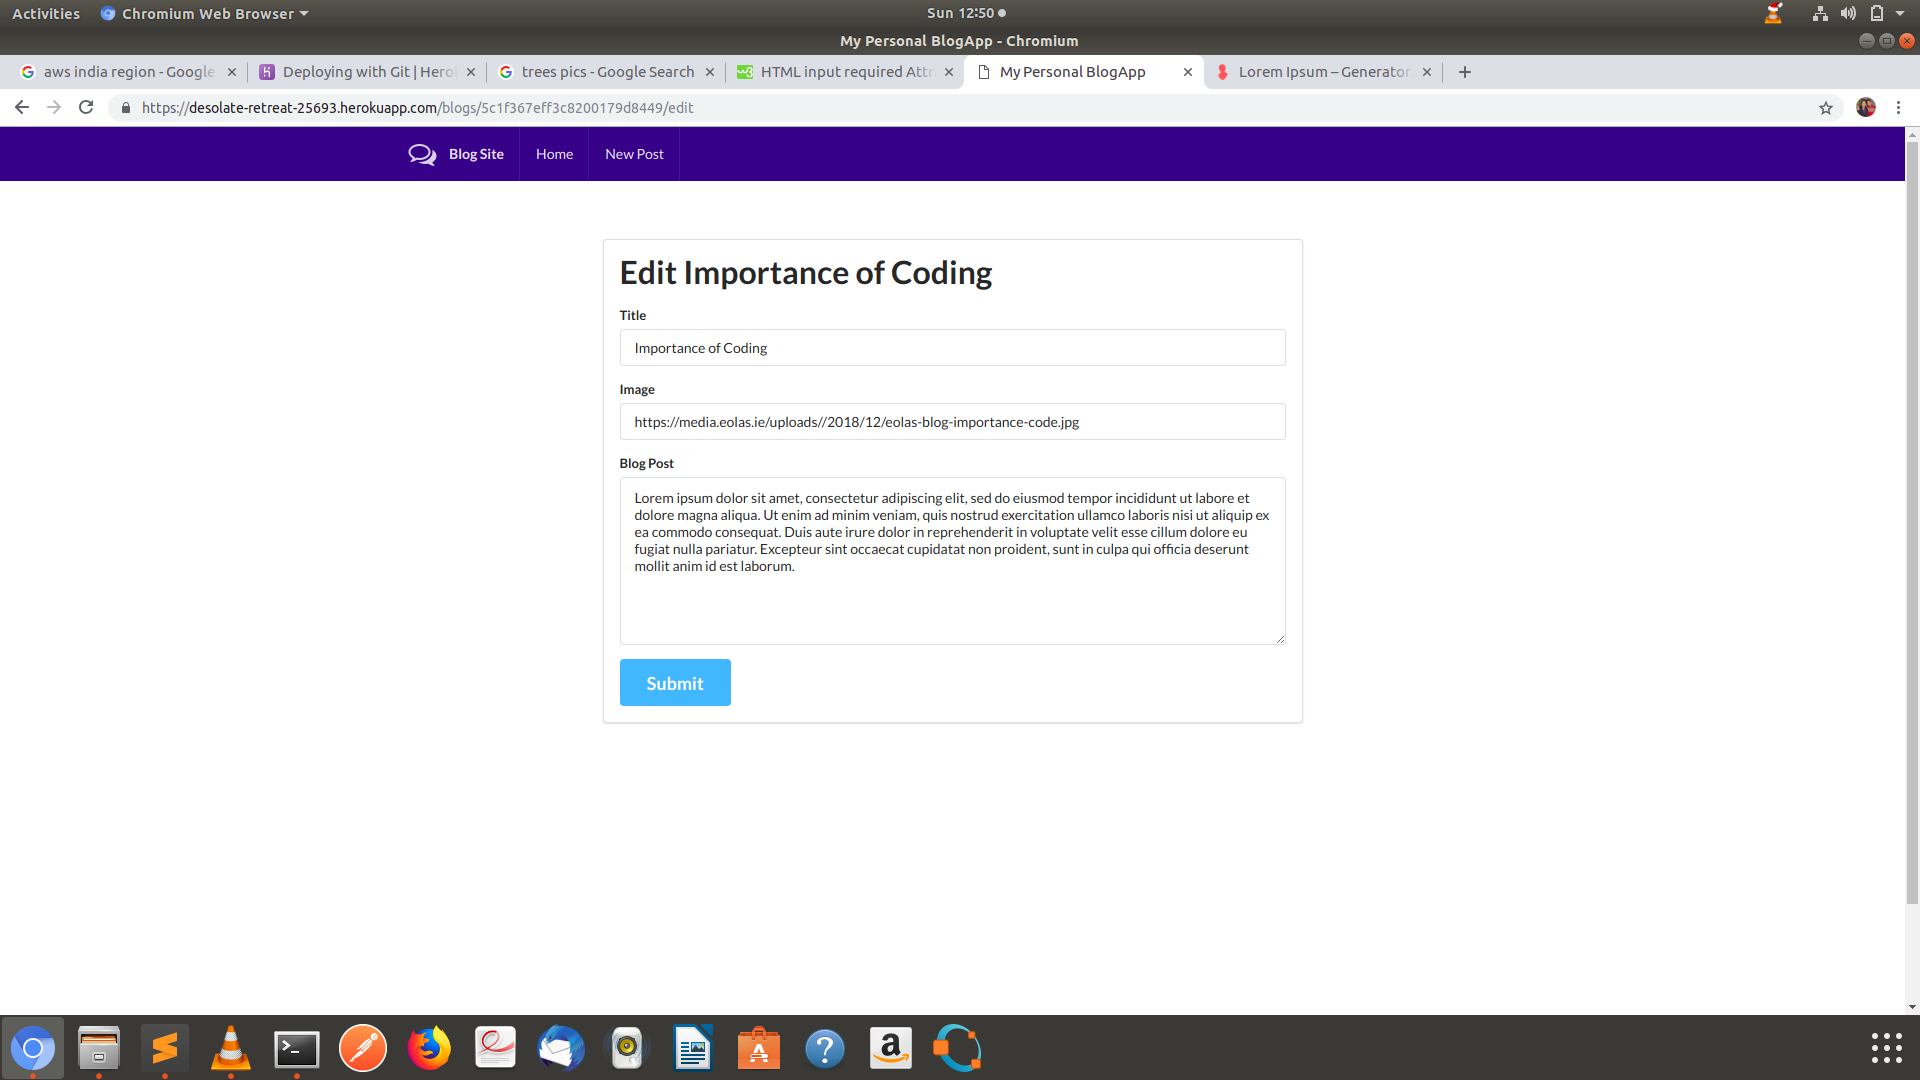 Activities
Chromium Web Browser
Sun 12:50
My Personal BlogApp - Chromium
aws india region - Google
Deploying with Git | Hero
trees pics - Google Search
HTML input required Attr
My Personal BlogApp
Lorem Ipsum – Generator,
https://desolate-retreat-25693.herokuapp.com/blogs/5c1f367eff3c8200179d8449/edit
Blog Site
Home
New Post
Edit Importance of Coding
Title
Importance of Coding
Image
https://media.eolas.ie/uploads//2018/12/eolas-blog-importance-code.jpg
Blog Post
Lorem ipsum dolor sit amet, consectetur adipiscing elit, sed do eiusmod tempor incididunt ut labore et
dolore magna aliqua. Ut enim ad minim veniam, quis nostrud exercitation ullamco laboris nisi ut aliquip ex
ea commodo consequat. Duis aute irure dolor in reprehenderit in voluptate velit esse cillum dolore eu
fugiat nulla pariatur. Excepteur sint occaecat cupidatat non proident, sunt in culpa qui officia deserunt
mollit anim id est laborum.
Submit